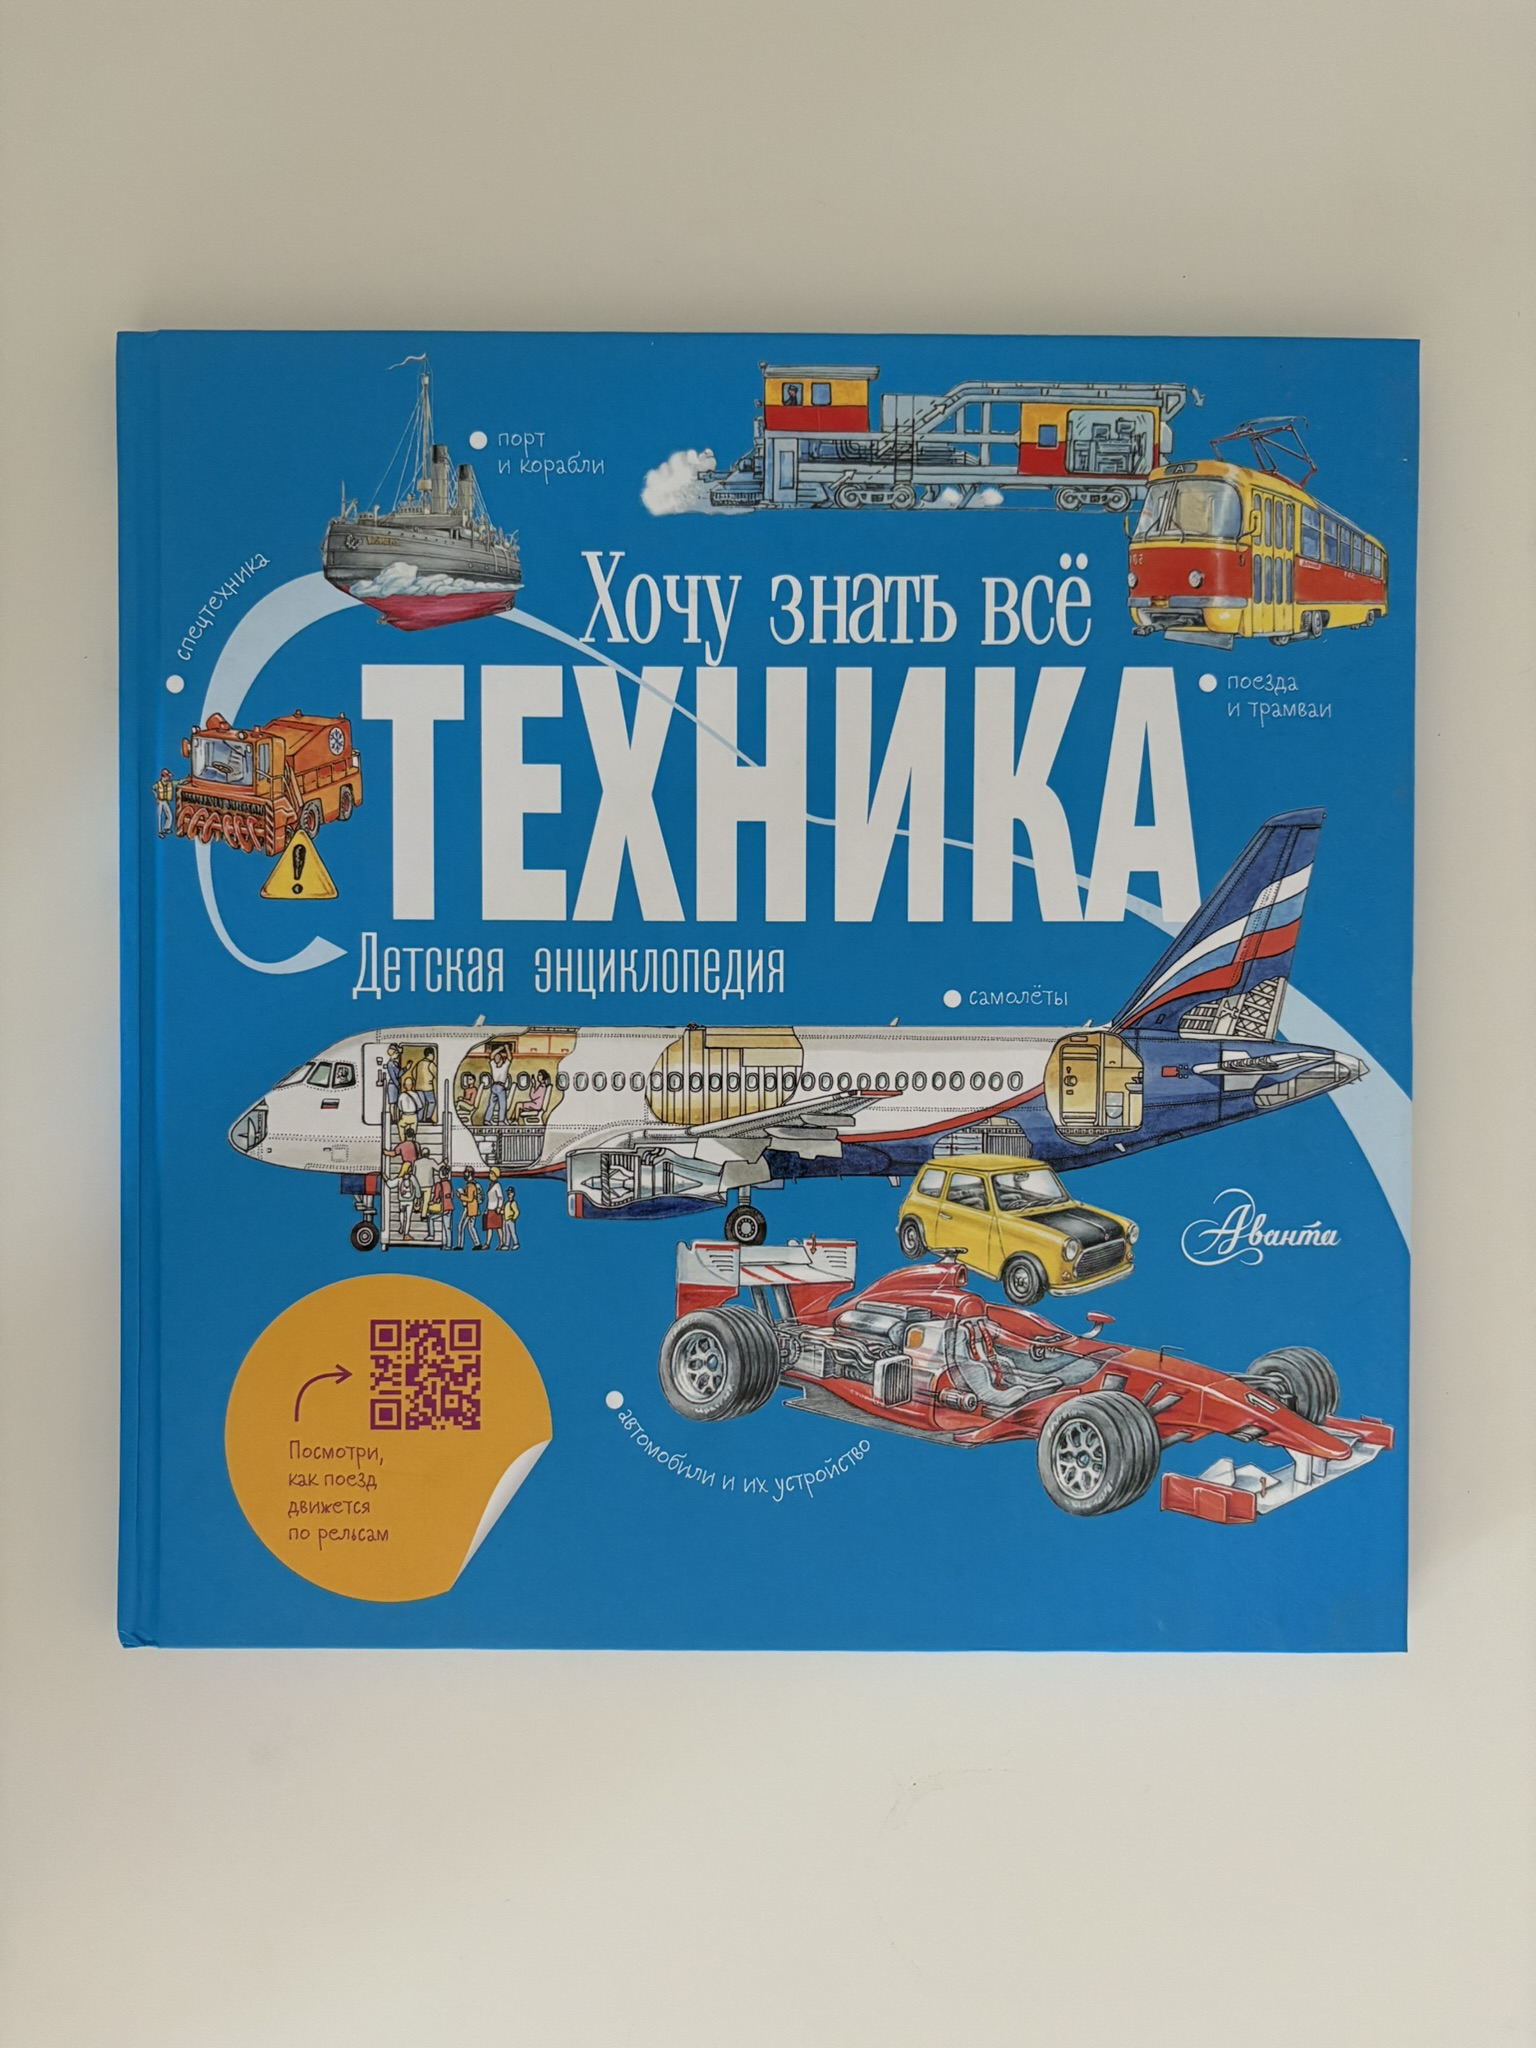 порт
и корабли
спецтехника
Хочу знать всё
ТЕХНИКА
поезда
и трамваи
Детская энциклопедия
самолёты
Аванта
автомобили и их устройство
Посмотри,
как поезд
движется
по рельсам